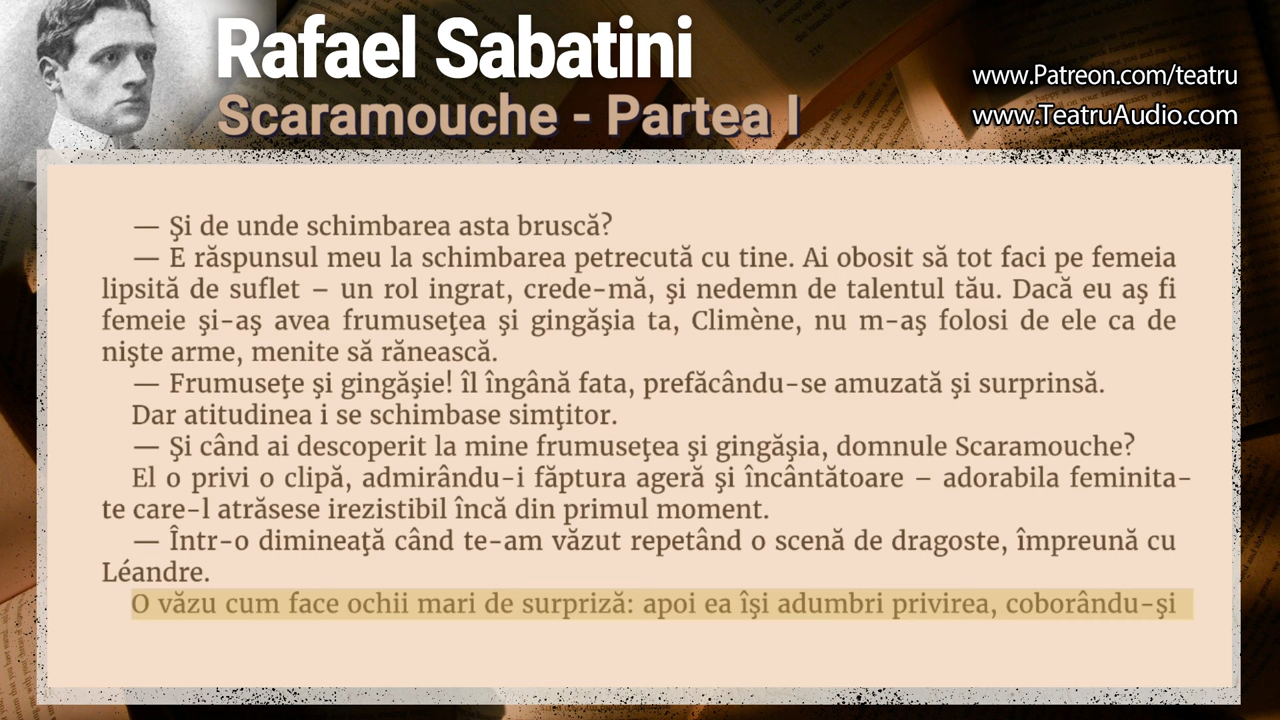 Rafael Sabatini
Scaramouche - Partea I
www.Patreon.com/teatru
www.TeatruAudio.com
— Şi de unde schimbarea asta bruscă?
— E răspunsul meu la schimbarea petrecută cu tine. Ai obosit să tot faci pe femeia
lipsită de suflet – un rol ingrat, crede-mă, şi nedemn de talentul tău. Dacă eu aş fi
femeie şi-aş avea frumuseţea şi gingăşia ta, Climène, nu m-aş folosi de ele ca de
nişte arme, menite să rănească.
— Frumuseţe şi gingăşie! îl îngână fata, prefăcându-se amuzată şi surprinsă.
Dar atitudinea i se schimbase simţitor.
— Şi când ai descoperit la mine frumuseţea şi gingăşia, domnule Scaramouche?
El o privi o clipă, admirându-i făptura ageră şi încântătoare – adorabila feminita-
te care-l atrăsese irezistibil încă din primul moment.
— Într-o dimineaţă când te-am văzut repetând o scenă de dragoste, împreună cu
Léandre.
O văzu cum face ochii mari de surpriză: apoi ea îşi adumbri privirea, coborându-şi